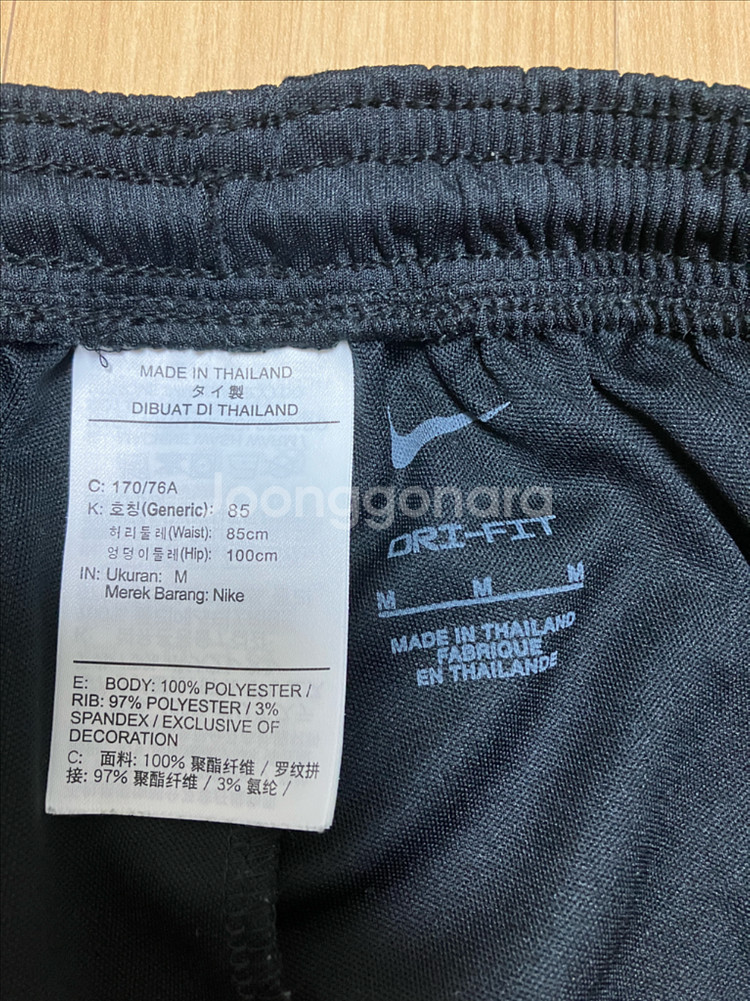 MADE IN THAILAND
タイ製
DIBUAT DI THAILAND
C: 170/76A
K: 호칭(Generic): 85
허리둘레(Waist): 85cm
엉덩이둘레(Hip): 100cm
IN: Ukuran: M
Merek Barang: Nike
E: BODY: 100% POLYESTER /
RIB: 97% POLYESTER / 3%
SPANDEX / EXCLUSIVE OF
DECORATION
C: 面料: 100% 聚酯纤维 / 罗纹拼
接: 97% 聚酯纤维 / 3% 氨纶 /
DRI-FIT
M M M
MADE IN THAILAND
FABRIQUE
EN THAILANDE
Joonggonara